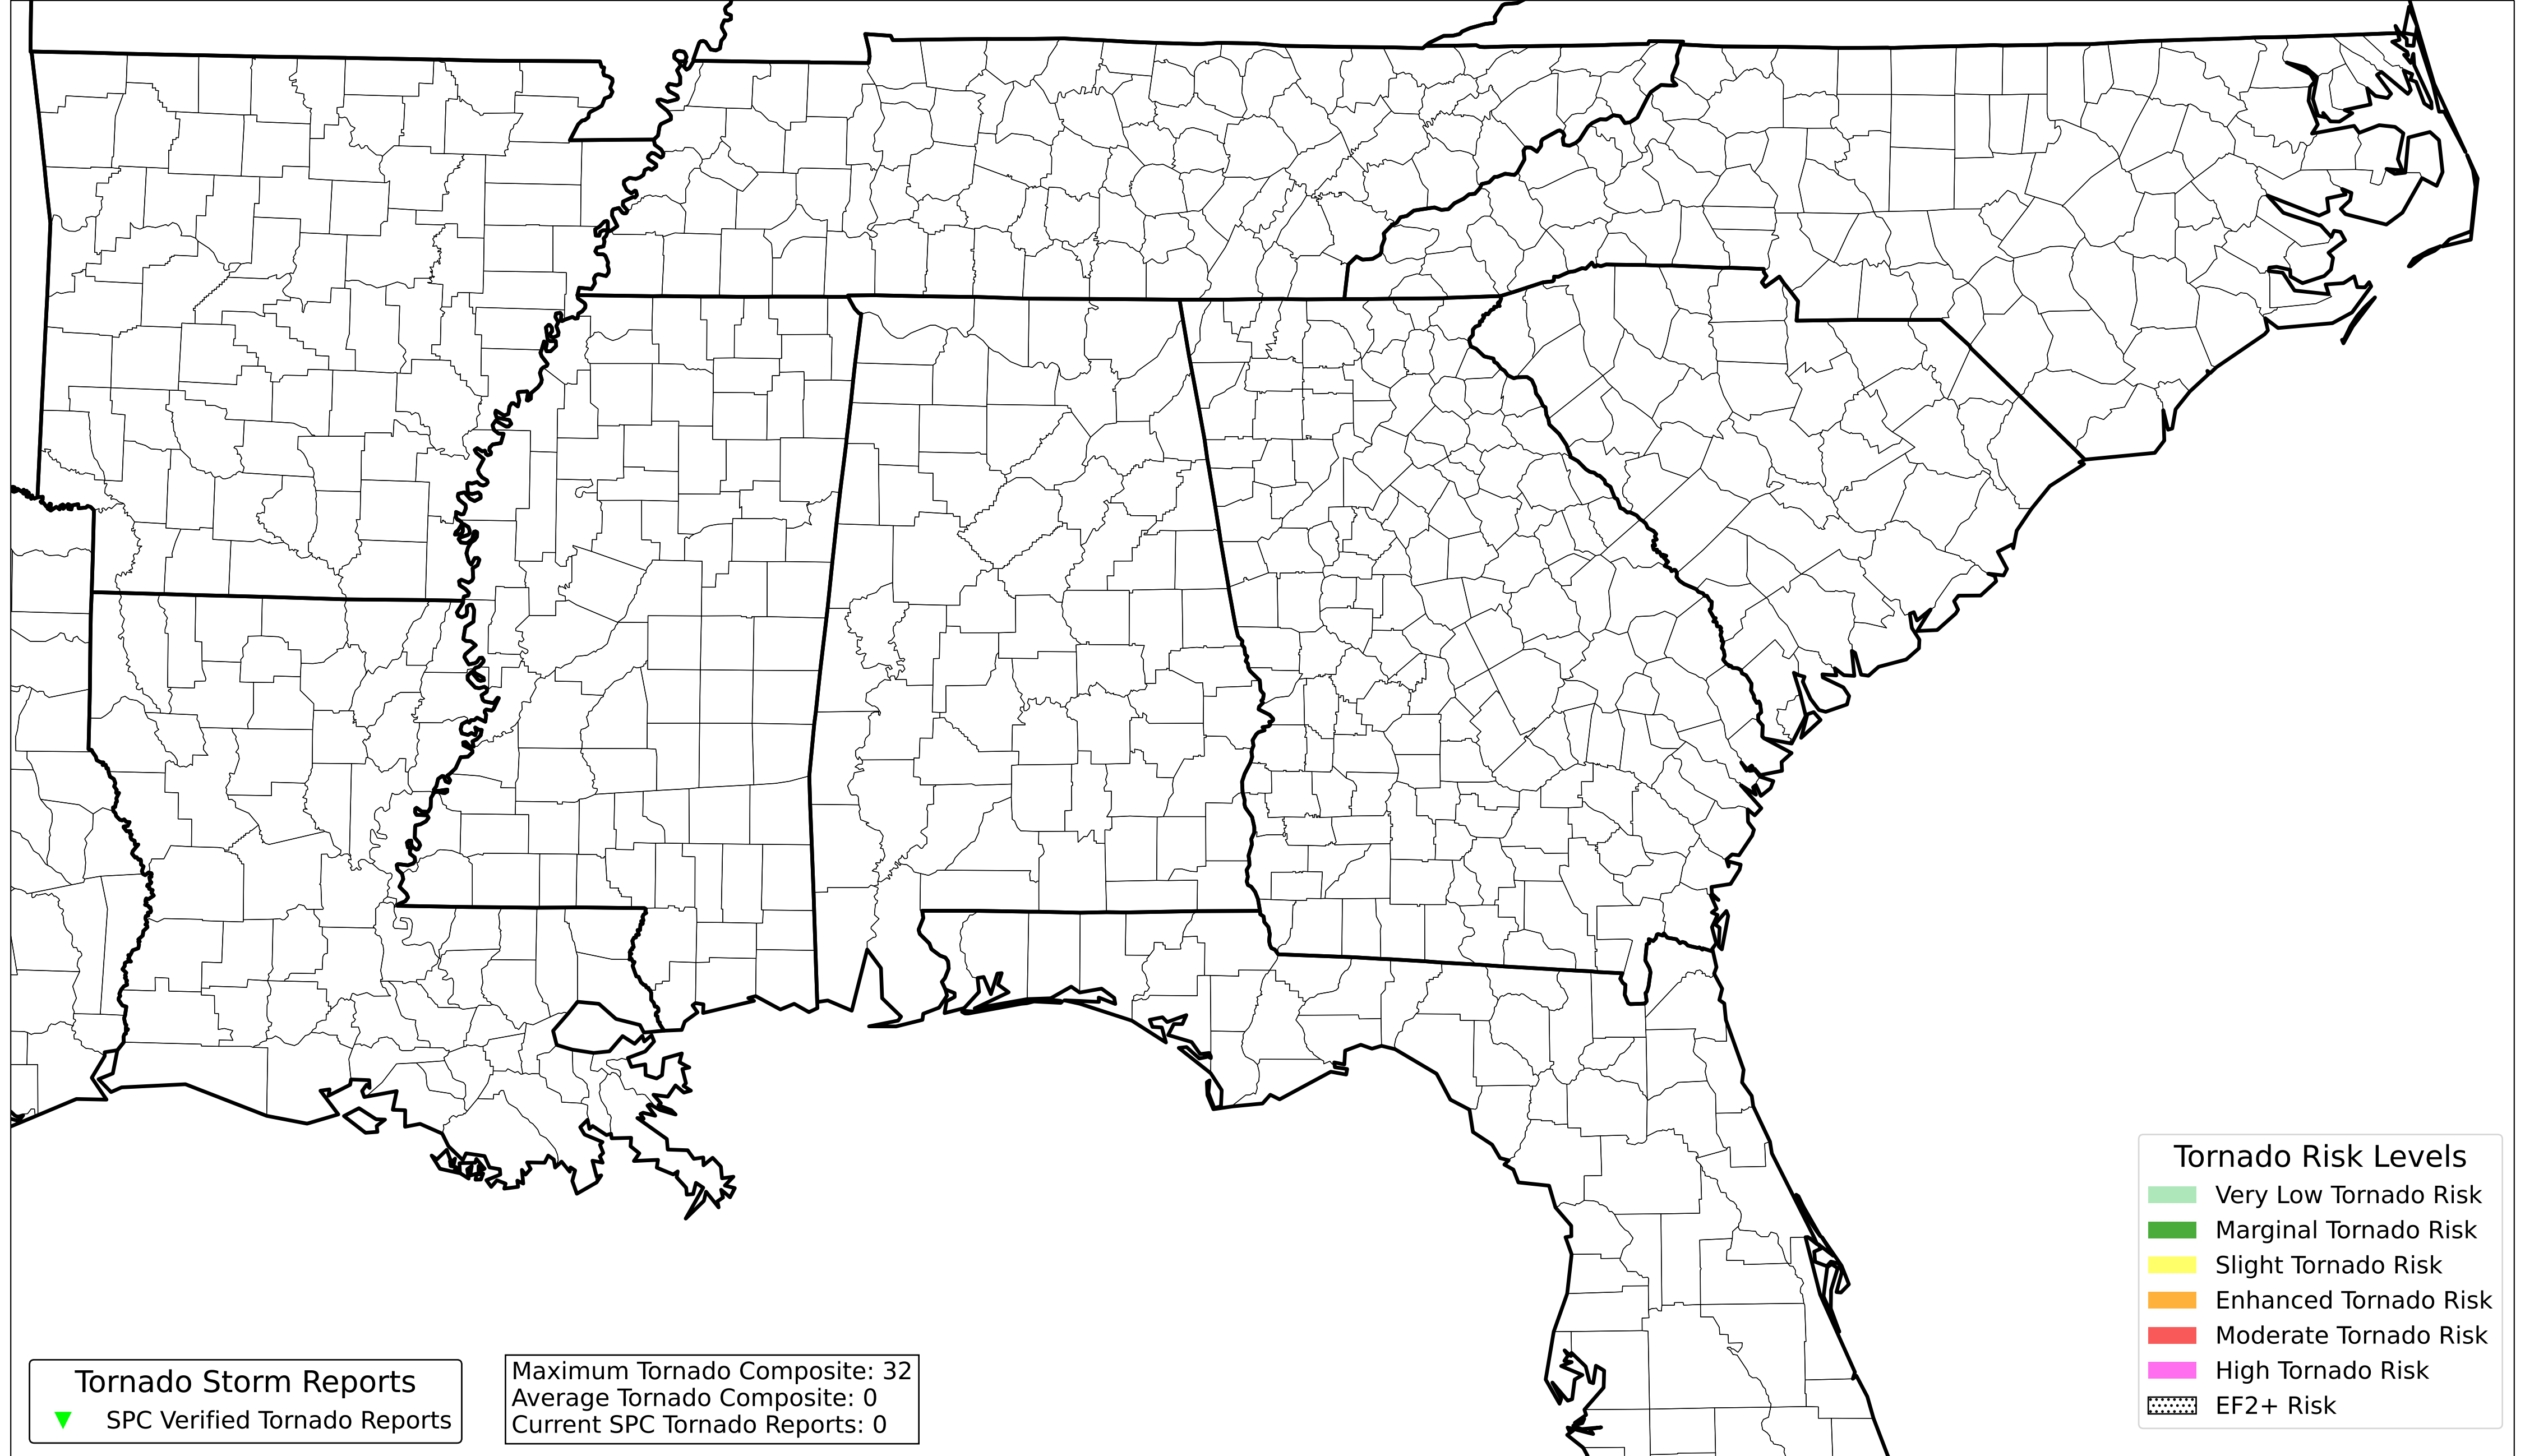 Tornado Storm Reports
SPC Verified Tornado Reports
Maximum Tornado Composite: 32
Average Tornado Composite: 0
Current SPC Tornado Reports: 0
Tornado Risk Levels
Very Low Tornado Risk
Marginal Tornado Risk
Slight Tornado Risk
Enhanced Tornado Risk
Moderate Tornado Risk
High Tornado Risk
EF2+ Risk